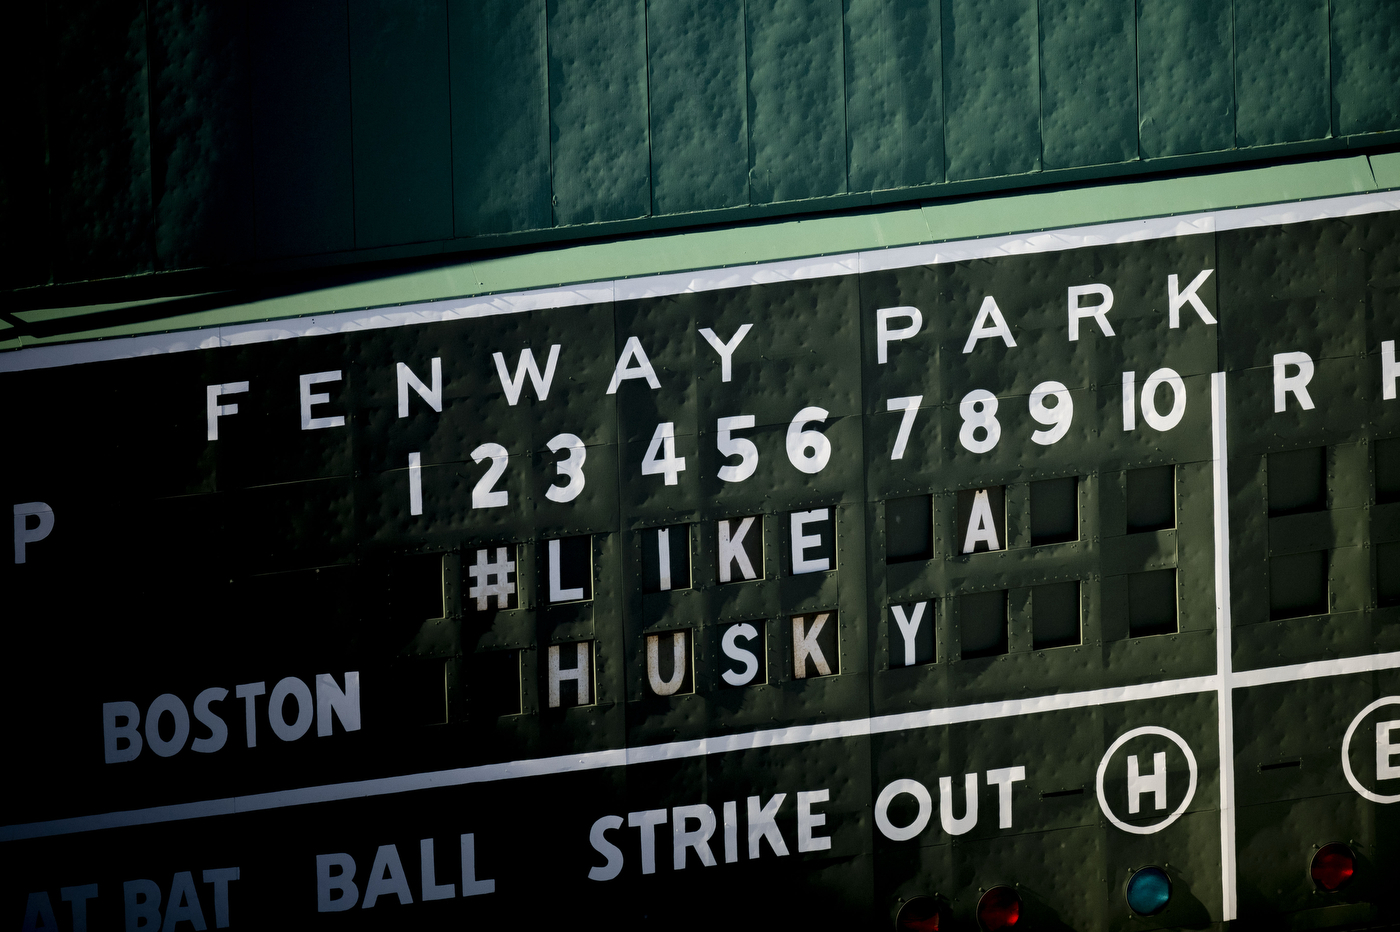 FENWAY PARK
1 2 3 4 5 6 7 8 9 10 R H
P
#LIKE A
HUSKY
BOSTON
AT BAT BALL STRIKE OUT H E